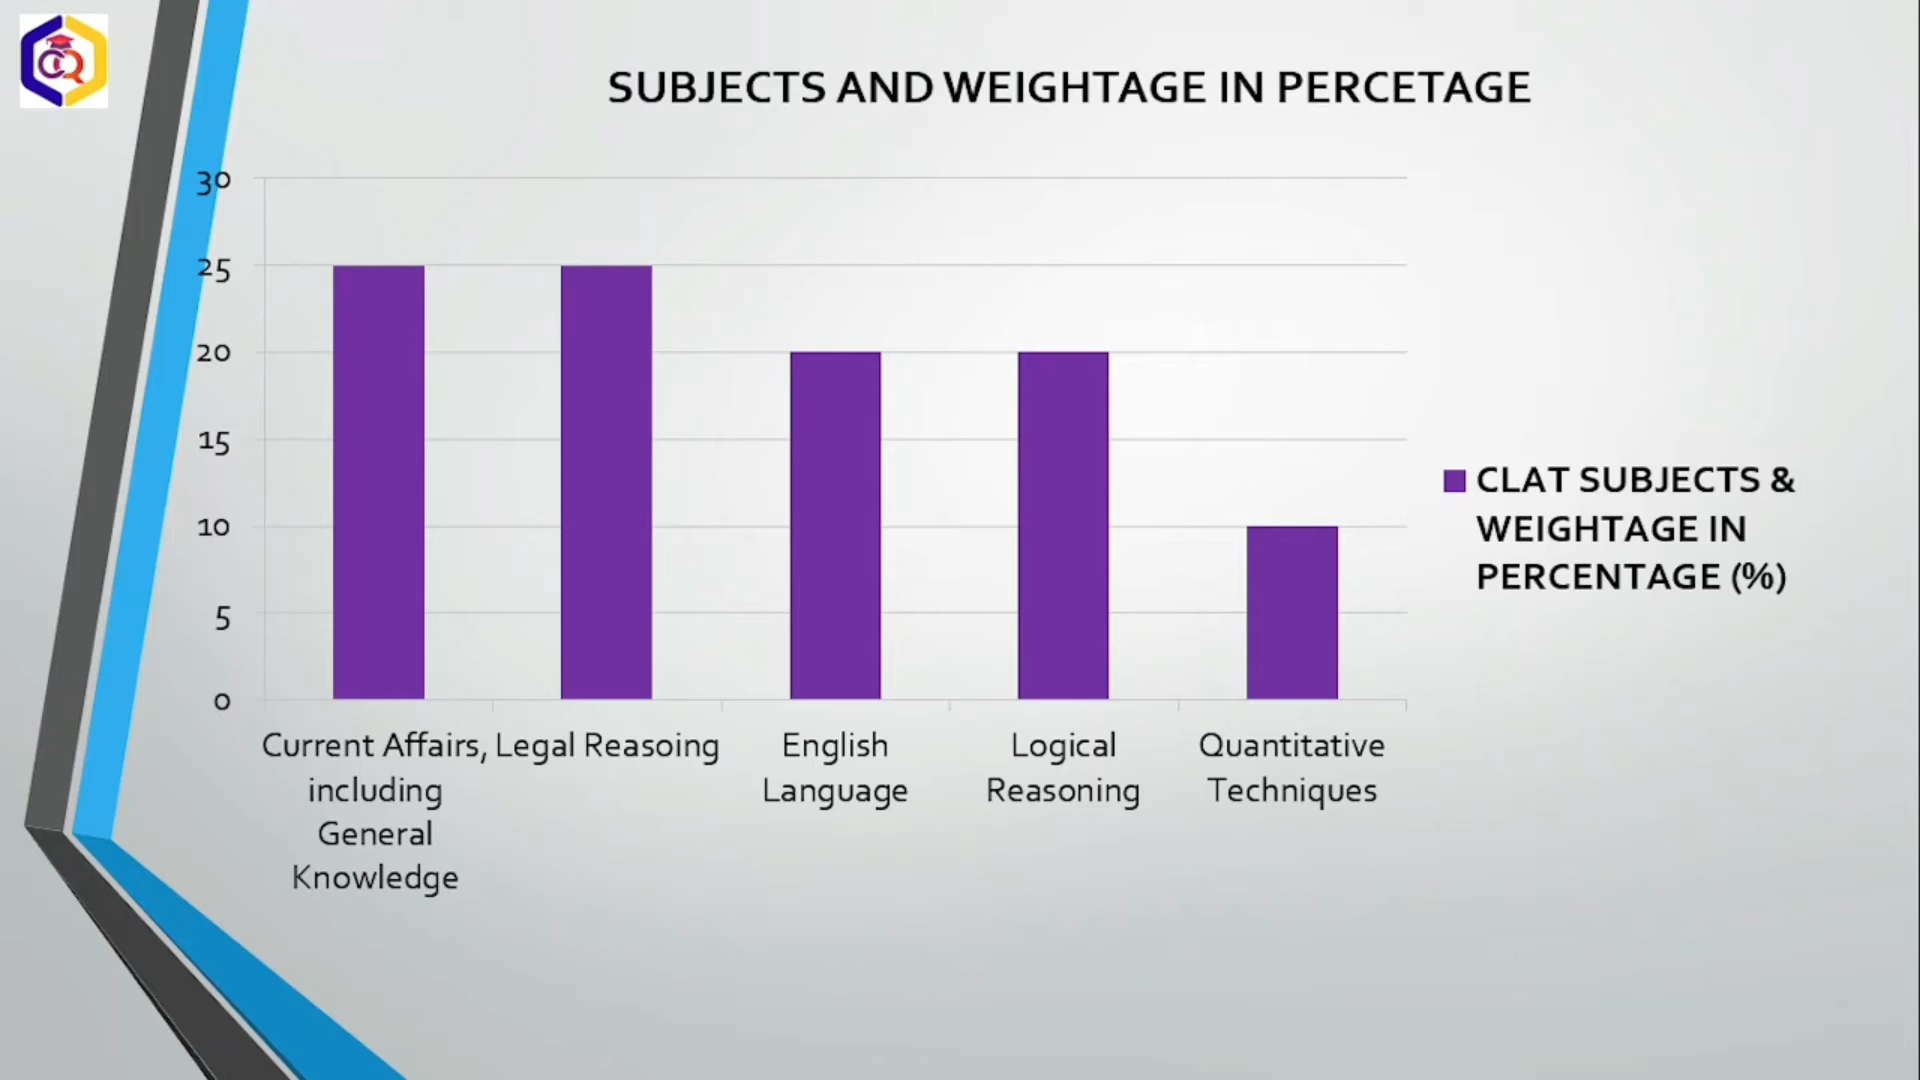 CQ
SUBJECTS AND WEIGHTAGE IN PERCETAGE
30
25
20
15
10
5
0
Current Affairs,
including
General
Knowledge
Legal Reasoing
English
Language
Logical
Reasoning
Quantitative
Techniques
CLAT SUBJECTS &
WEIGHTAGE IN
PERCENTAGE (%)